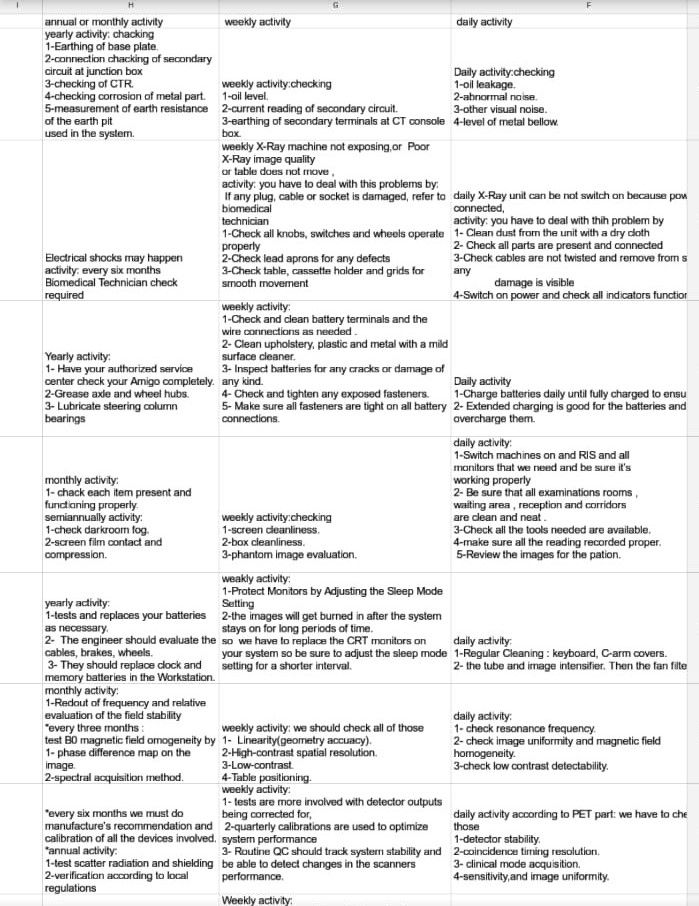 I H G F
annual or monthly activity
yearly activity: chacking
1-Earthing of base plate.
2-connection chacking of secondary
circuit at junction box
3-checking of CTR.
4-checking corrosion of metal part.
5-measurement of earth resistance
of the earth pit
used in the system.
weekly activity
weekly activity:checking
1-oil level.
2-current reading of secondary circuit.
3-earthing of secondary terminals at CT console
box.
daily activity
Daily activity:checking
1-oil leakage.
2-abnormal noise.
3-other visual noise.
4-level of metal bellow.
Electrical shocks may happen
activity: every six months
Biomedical Technician check
required
weekly X-Ray machine not exposing,or Poor
X-Ray image quality
or table does not move ,
activity: you have to deal with this problems by:
If any plug, cable or socket is damaged, refer to
biomedical
technician
1-Check all knobs, switches and wheels operate
properly
2-Check lead aprons for any defects
3-Check table, cassette holder and grids for
smooth movement
daily X-Ray unit can be not switch on because pow
connected,
activity: you have to deal with thih problem by
1- Clean dust from the unit with a dry cloth
2- Check all parts are present and connected
3-Check cables are not twisted and remove from s
any
damage is visible
4-Switch on power and check all indicators function
Yearly activity:
1- Have your authorized service
center check your Amigo completely.
2-Grease axle and wheel hubs.
3- Lubricate steering column
bearings
weekly activity:
1-Check and clean battery terminals and the
wire connections as needed .
2- Clean upholstery, plastic and metal with a mild
surface cleaner.
3- Inspect batteries for any cracks or damage of
any kind.
4- Check and tighten any exposed fasteners.
5- Make sure all fasteners are tight on all battery
connections.
Daily activity
1-Charge batteries daily until fully charged to ensu
2- Extended charging is good for the batteries and
overcharge them.
monthly activity:
1- chack each item present and
functioning properly.
semiannually activity:
1-check darkroom fog.
2-screen film contact and
compression.
weekly activity:checking
1-screen cleanliness.
2-box cleanliness.
3-phantom image evaluation.
daily activity:
1-Switch machines on and RIS and all
monitors that we need and be sure it's
working properly
2- Be sure that all examinations rooms ,
waiting area , reception and corridors
are clean and neat .
3-Check all the tools needed are available.
4-make sure all the reading recorded proper.
5-Review the images for the pation.
yearly activity:
1-tests and replaces your batteries
as necessary.
2- The engineer should evaluate the
cables, brakes, wheels.
3- They should replace clock and
memory batteries in the Workstation.
weakly activity:
1-Protect Monitors by Adjusting the Sleep Mode
Setting
2-the images will get burned in after the system
stays on for long periods of time.
so we have to replace the CRT monitors on
your system so be sure to adjust the sleep mode
setting for a shorter interval.
daily activity:
1-Regular Cleaning : keyboard, C-arm covers.
2- the tube and image intensifier. Then the fan filte
monthly activity:
1-Redout of frequency and relative
evaluation of the field stability
*every three months :
test B0 magnetic field omogeneity by
1- phase difference map on the
image.
2-spectral acquisition method.
weekly activity: we should check all of those
1- Linearity(geometry accuacy).
2-High-contrast spatial resolution.
3-Low-contrast.
4-Table positioning.
daily activity:
1- check resonance frequency.
2- check image uniformity and magnetic field
homogeneity.
3-check low contrast detectability.
*every six months we must do
manufacture's recommendation and
calibration of all the devices involved.
*annual activity:
1-test scatter radiation and shielding
2-verification according to local
regulations
weekly activity:
1- tests are more involved with detector outputs
being corrected for,
2-quarterly calibrations are used to optimize
system performance
3- Routine QC should track system stability and
be able to detect changes in the scanners
performance.
daily activity according to PET part: we have to che
those
1-detector stability.
2-coincidence timing resolution.
3- clinical mode acquisition.
4-sensitivity,and image uniformity.
Weekly activity: